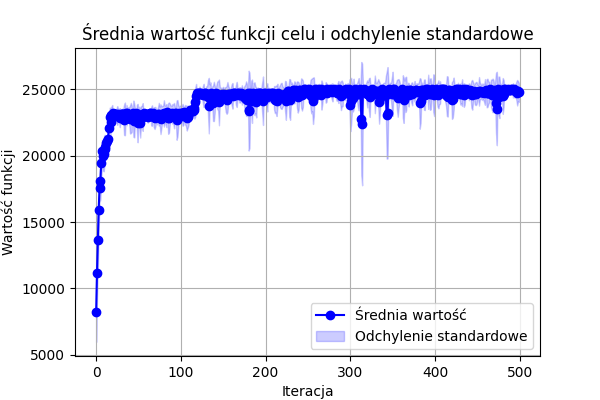 Średnia wartość funkcji celu i odchylenie standardowe
Wartość funkcji
25000
20000
15000
10000
5000
0
100
200
300
400
500
Iteracja
Średnia wartość
Odchylenie standardowe